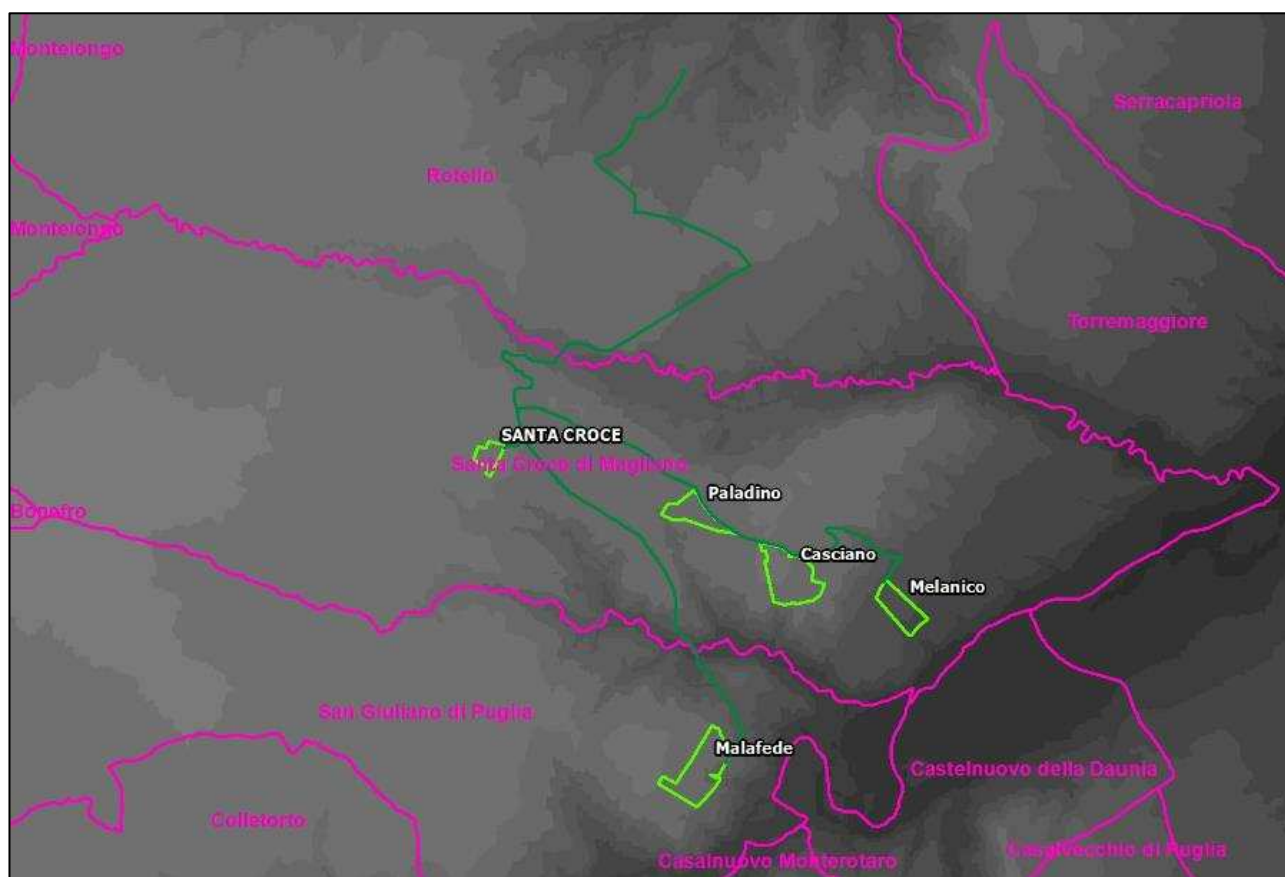 Montelongo
Serracapriola
Rotello
Montelongo
Torremaggiore
SANTA CROCE
Santa Croce di Magliano
Paladino
Bonefro
Casciano
Melanico
San Giuliano di Puglia
Malafede
Castelnuovo della Daunia
Colletorto
Casalvecchio di Puglia
Casalnuovo Monterotaro